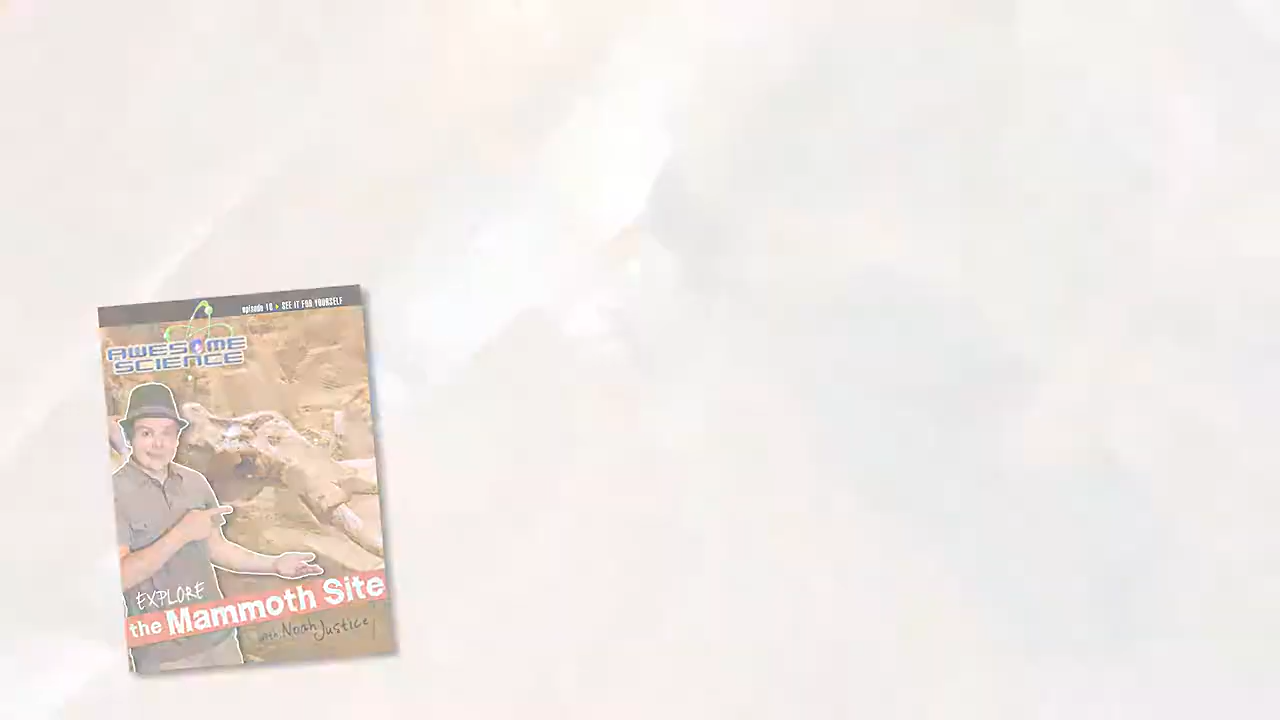 episode 10 ▸ SEE IT FOR YOURSELF
AWESOME
SCIENCE
EXPLORE
the Mammoth Site
with Noah Justice